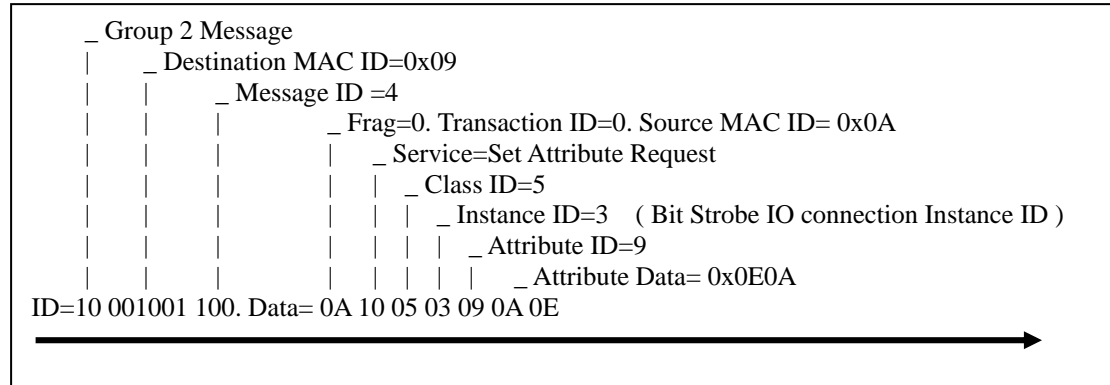 _ Group 2 Message
| _ Destination MAC ID=0x09
| | _ Message ID =4
| | | _ Frag=0. Transaction ID=0. Source MAC ID= 0x0A
| | | | _ Service=Set Attribute Request
| | | | | _ Class ID=5
| | | | | | _ Instance ID=3 ( Bit Strobe IO connection Instance ID )
| | | | | | | _ Attribute ID=9
| | | | | | | | _ Attribute Data= 0x0E0A
ID=10 001001 100. Data= 0A 10 05 03 09 0A 0E